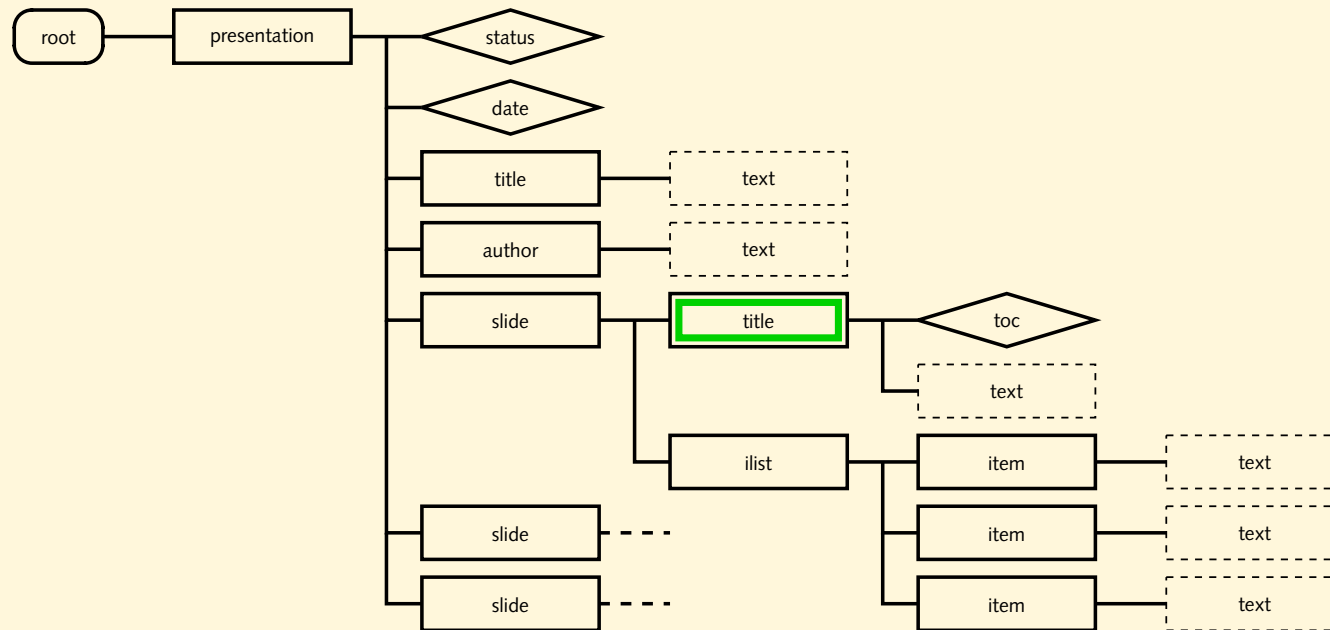 root presentation status
date
title text
author text
slide title toc
text
ilist item text
slide item text
slide item text